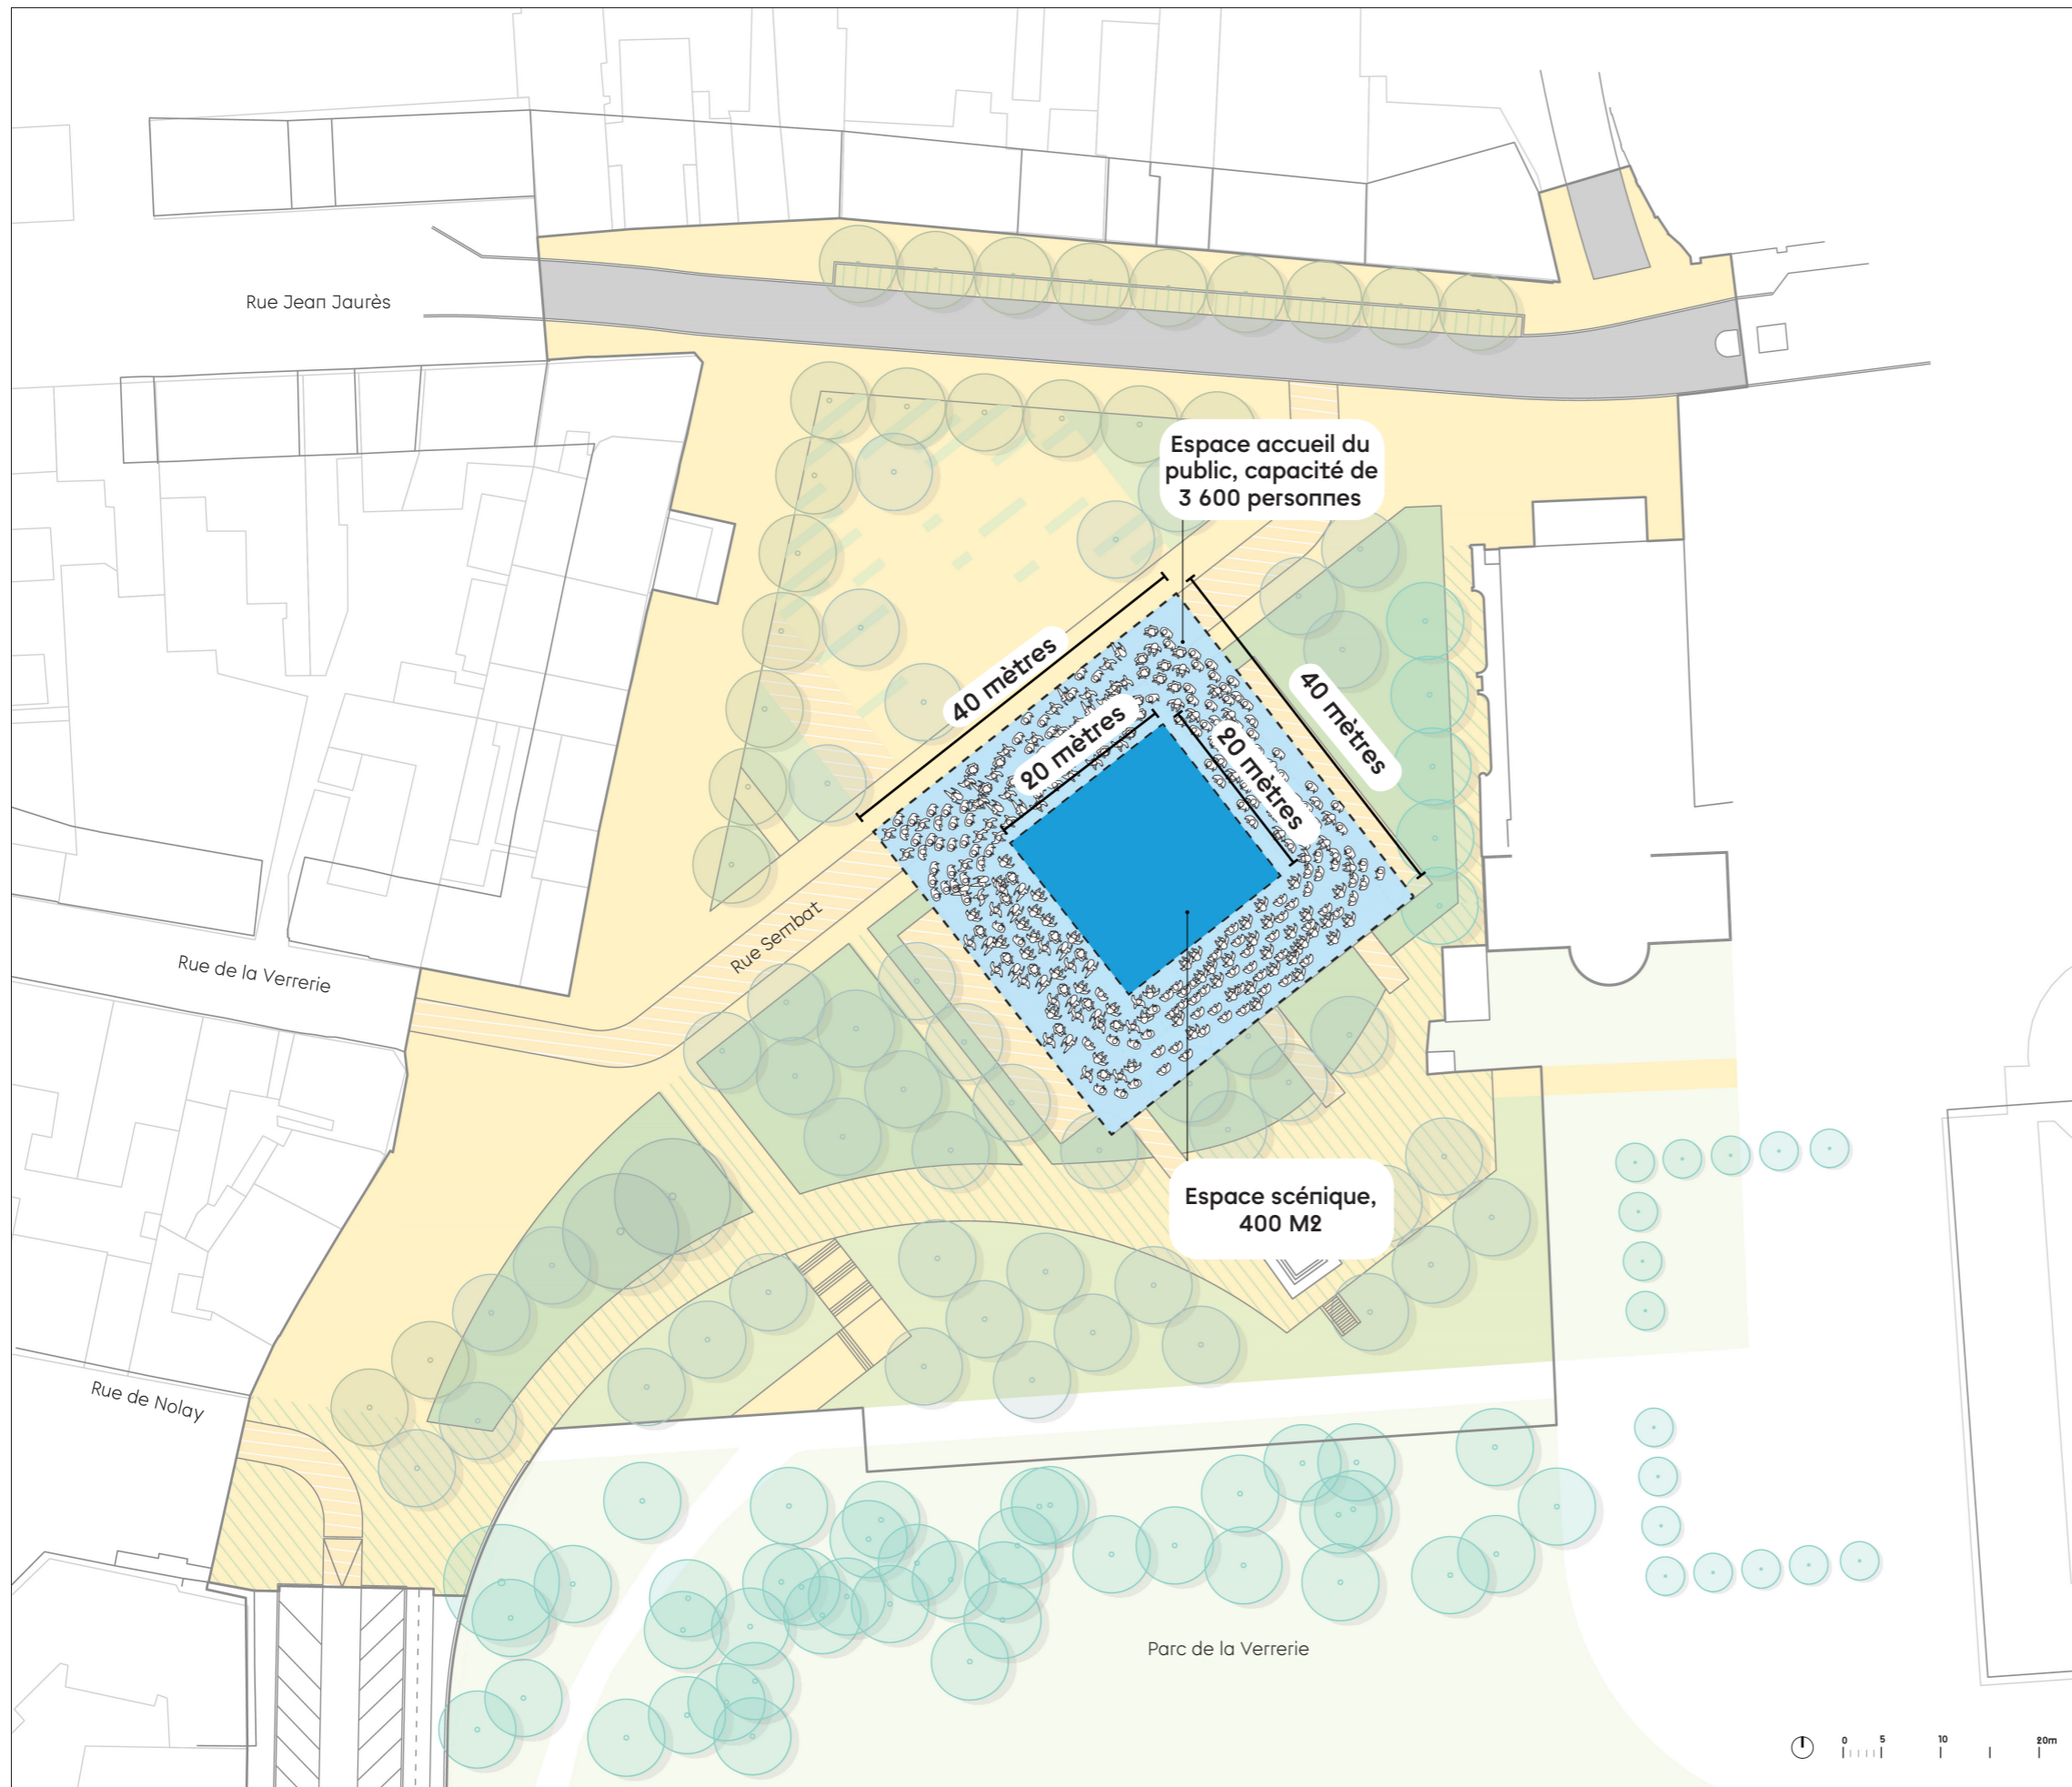 Rue Jean Jaurès
Espace accueil du
public, capacité de
3 600 personnes
40 mètres
40 mètres
20 mètres
20 mètres
Rue Sembat
Rue de la Verrerie
Espace scénique,
400 M2
Rue de Nolay
Parc de la Verrerie
0 5 10 20m